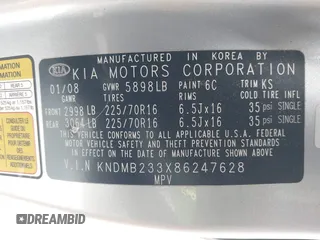 MANUFACTURED IN KOREA
KIA KIA MOTORS CORPORATION
01/08 GVWR 5898LB PAINT 6C TRIM KS
GAWR TIRES RIMS COLD TIRE INFL
FRONT 2998LB 225/70R16 6.5Jx16 35 psi SINGLE
REAR 3064LB 225/70R16 6.5Jx16 35 psi SINGLE
THIS VEHICLE CONFORMS TO ALL APPLICABLE U.S. FEDERAL
MOTOR VEHICLE SAFETY AND THEFT PREVENTION STANDARDS
IN EFFECT ON THE DATE OF MANUFACTURE SHOWN ABOVE.
V.I.N KNDMB233X86247628
MPV
CREDIBID